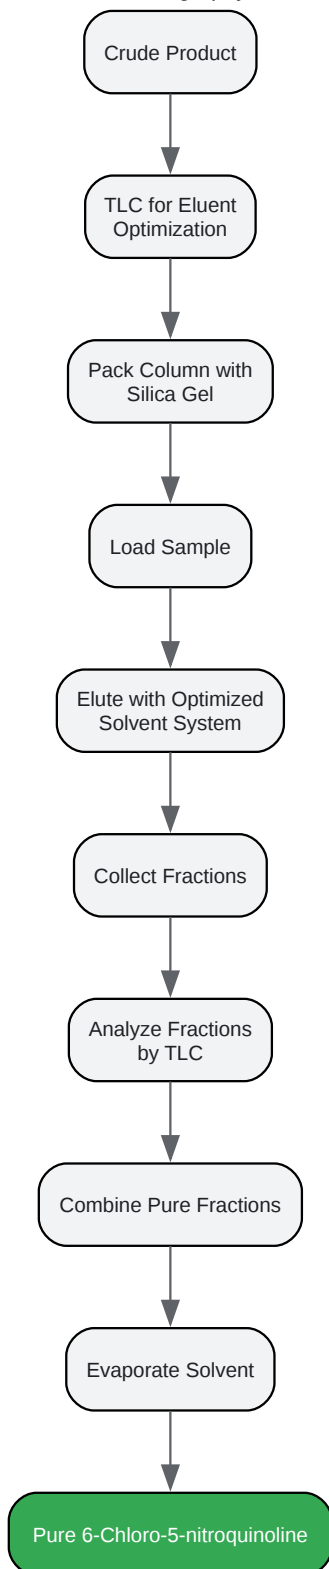 Crude Product
TLC for Eluent
Optimization
Pack Column with
Silica Gel
Load Sample
Elute with Optimized
Solvent System
Collect Fractions
Analyze Fractions
by TLC
Combine Pure Fractions
Evaporate Solvent
Pure 6-Chloro-5-nitroquinoline